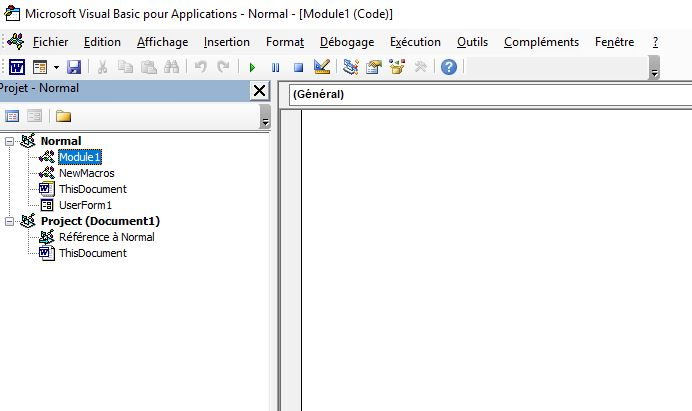 Microsoft Visual Basic pour Applications - Normal - [Module1 (Code)]
Fichier Edition Affichage Insertion Format Débogage Exécution Outils Compléments Fenêtre ?
Projet - Normal
(Général)
Normal
Module1
NewMacros
ThisDocument
UserForm1
Project (Document1)
Référence à Normal
ThisDocument